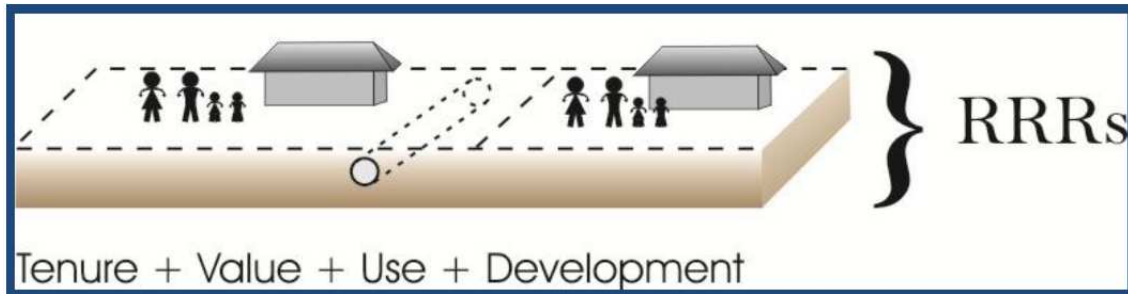 RRRs
Tenure + Value + Use + Development